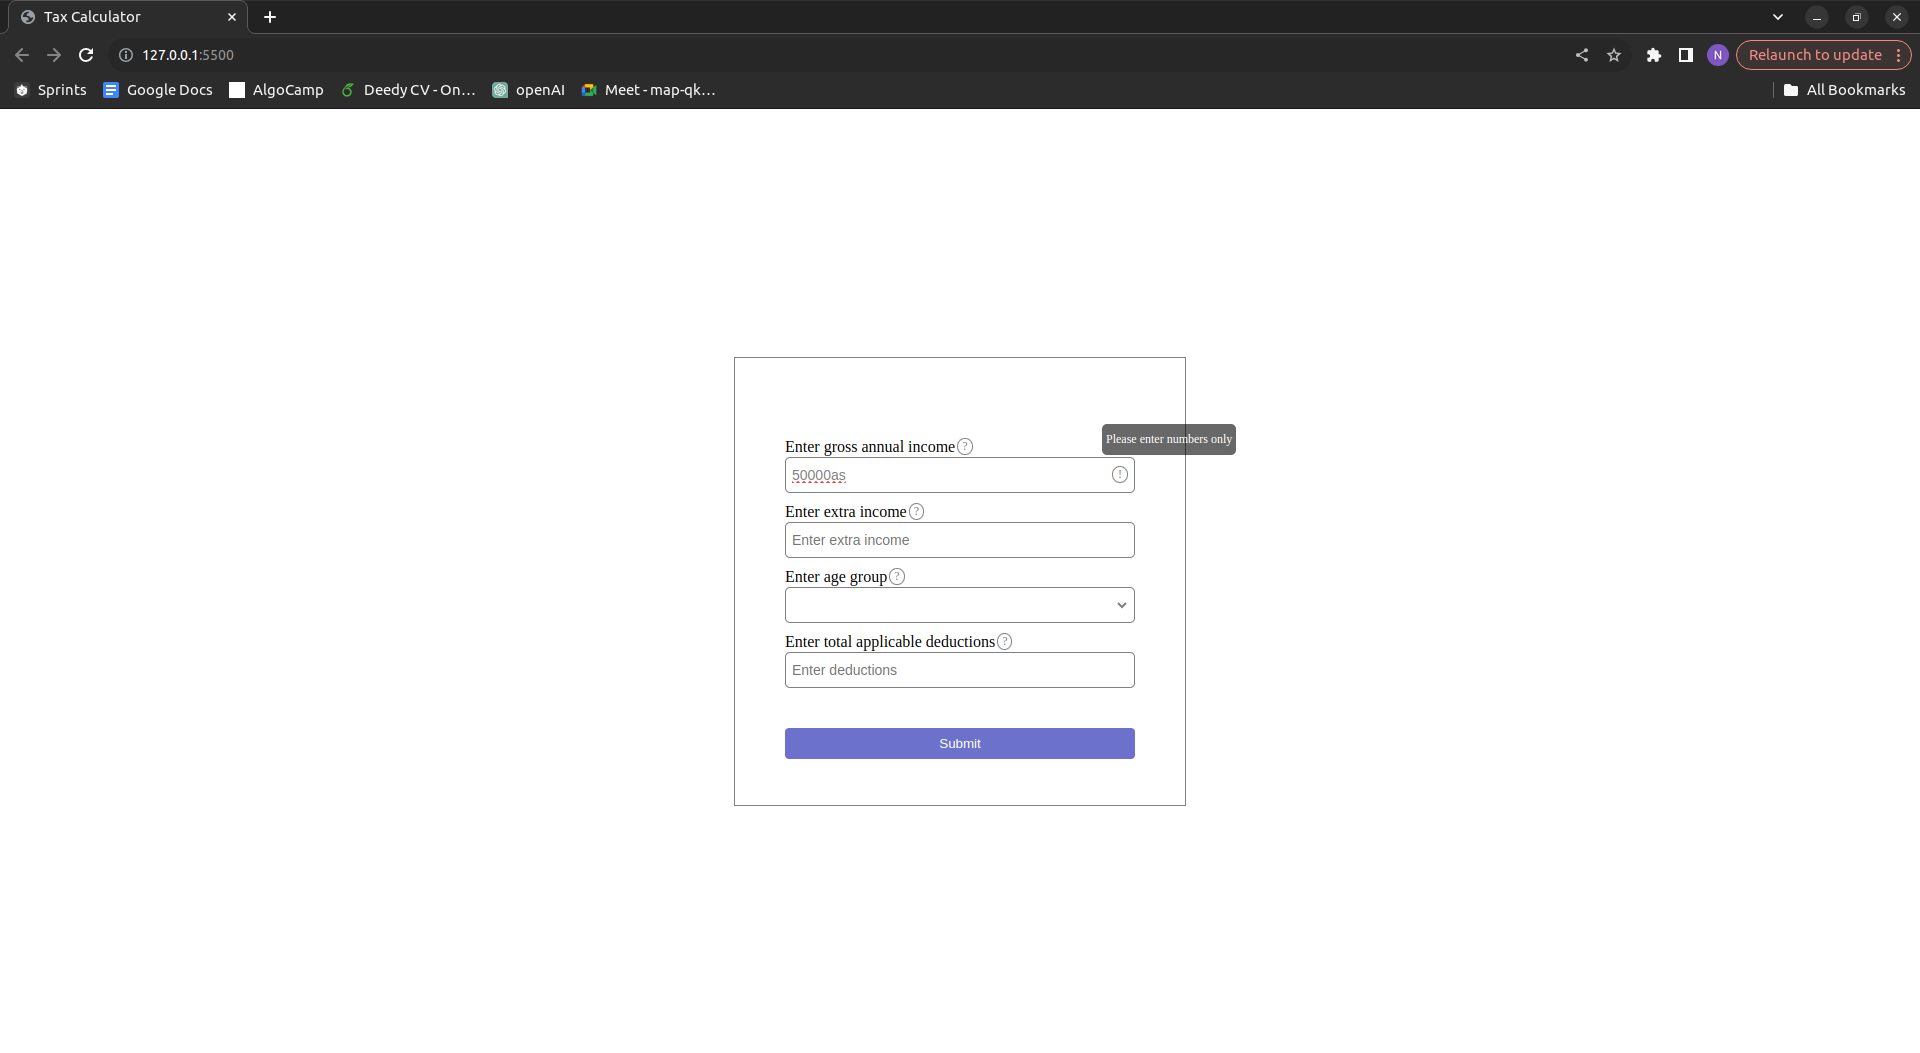 Tax Calculator
127.0.0.1:5500
N
Relaunch to update
Sprints
Google Docs
AlgoCamp
Deedy CV - On...
openAI
Meet - map-qk...
All Bookmarks
Please enter numbers only
Enter gross annual income ?
50000as !
Enter extra income ?
Enter extra income
Enter age group ?
Enter total applicable deductions ?
Enter deductions
Submit